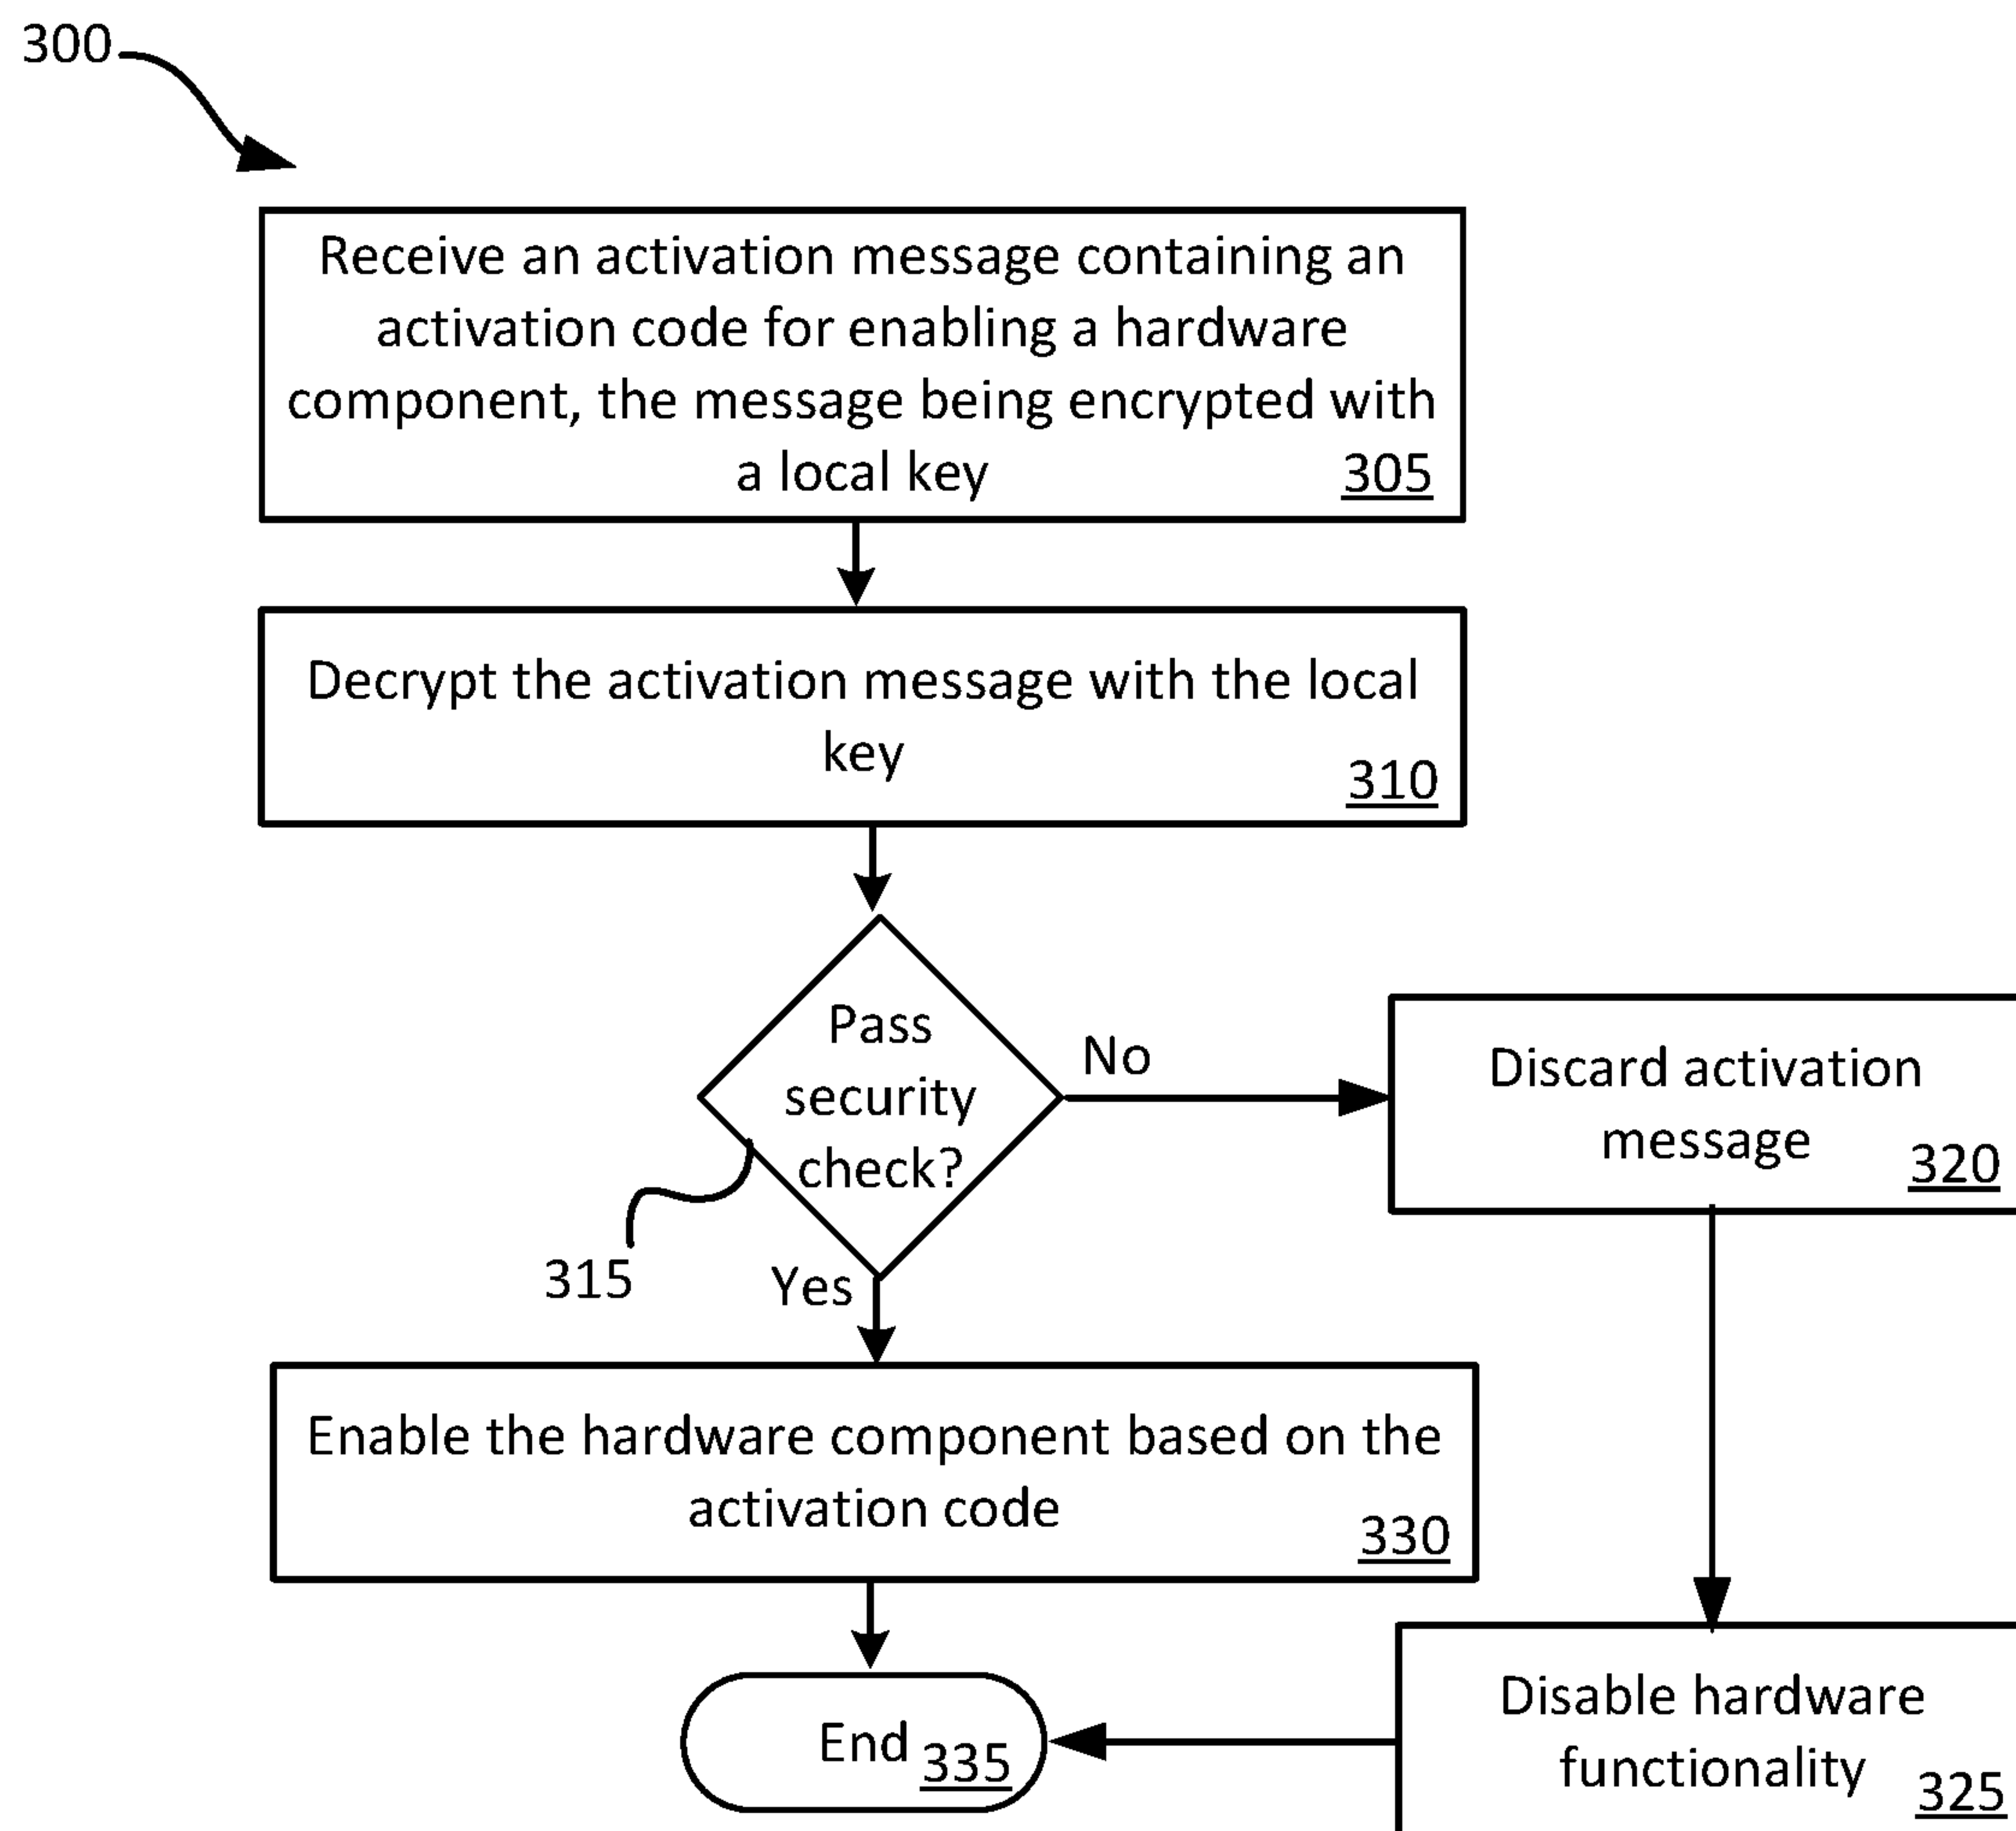 300
Receive an activation message containing an
activation code for enabling a hardware
component, the message being encrypted with
a local key 305
Decrypt the activation message with the local
key
310
Pass
security
check?
No
Discard activation
message 320
315
Yes
Enable the hardware component based on the
activation code 330
Disable hardware
functionality 325
End 335